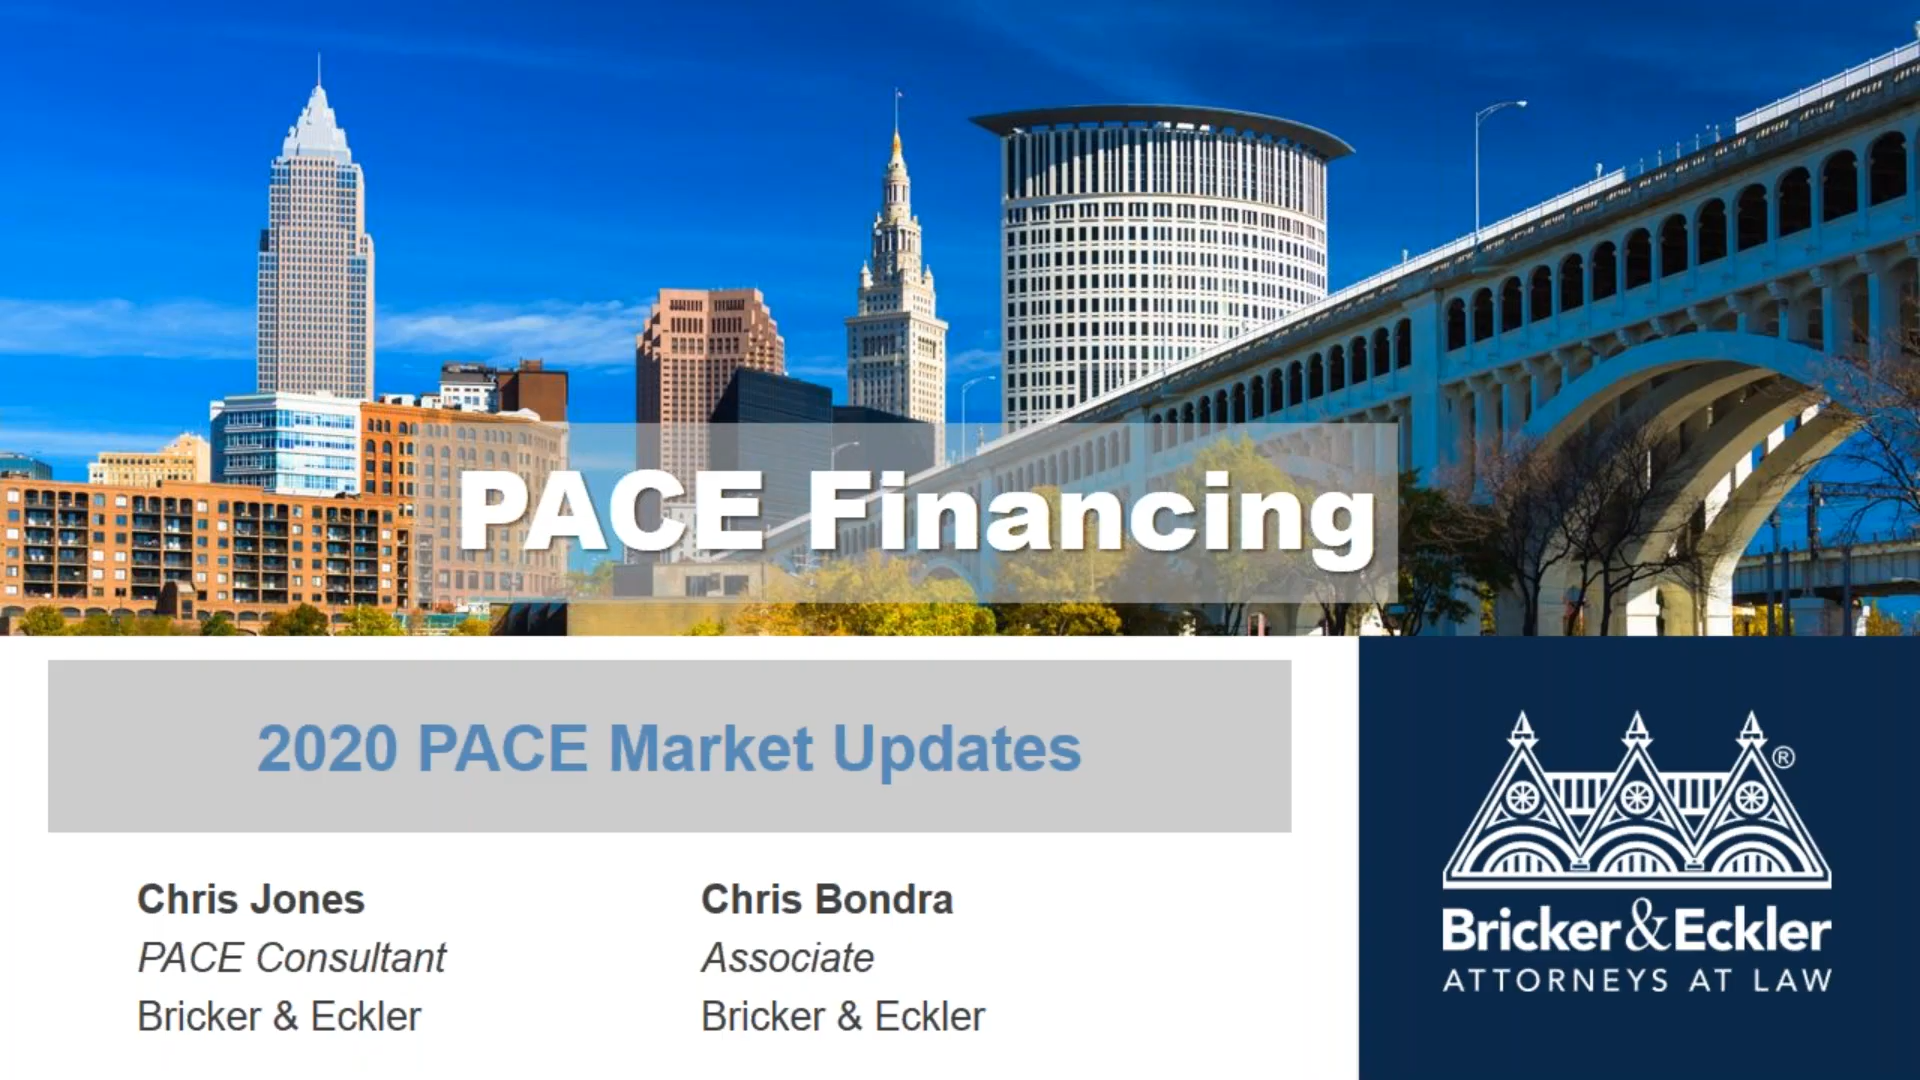 PACE Financing
2020 PACE Market Updates
Chris Jones
PACE Consultant
Bricker & Eckler
Chris Bondra
Associate
Bricker & Eckler
®
Bricker & Eckler
ATTORNEYS AT LAW